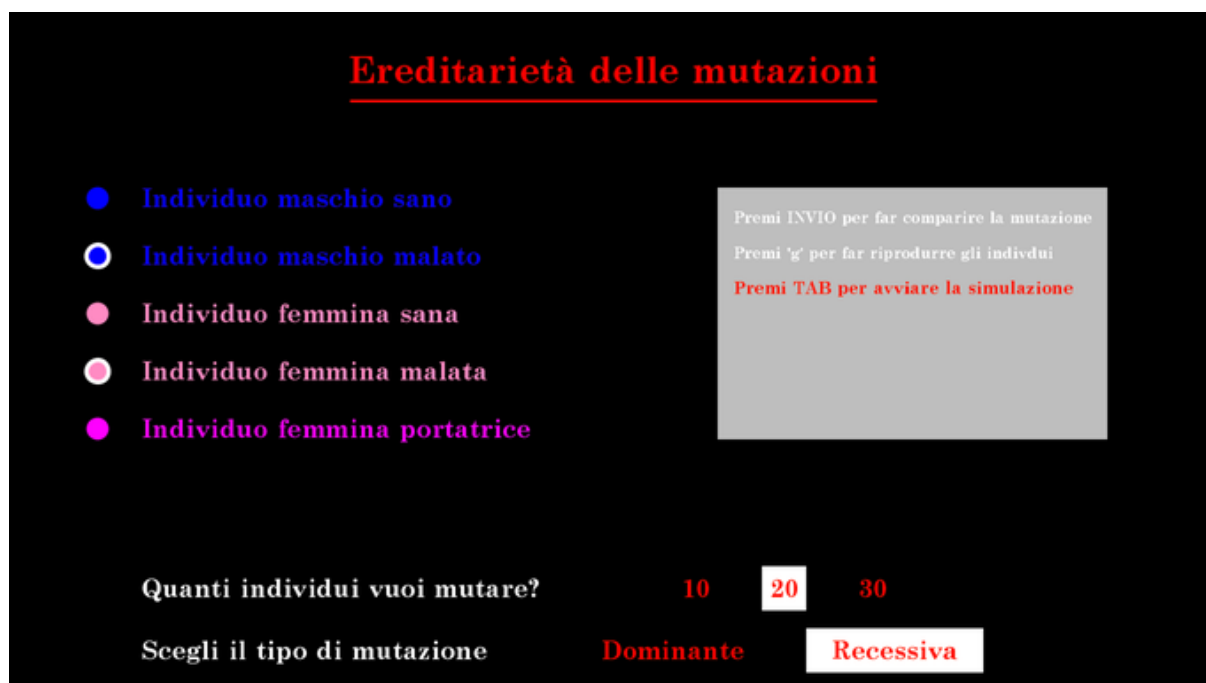 Ereditarietà delle mutazioni
Individuo maschio sano
Individuo maschio malato
Individuo femmina sana
Individuo femmina malata
Individuo femmina portatrice
Premi INVIO per far comparire la mutazione
Premi 'g' per far riprodurre gli indivdui
Premi TAB per avviare la simulazione
Quanti individui vuoi mutare? 10 20 30
Scegli il tipo di mutazione Dominante Recessiva